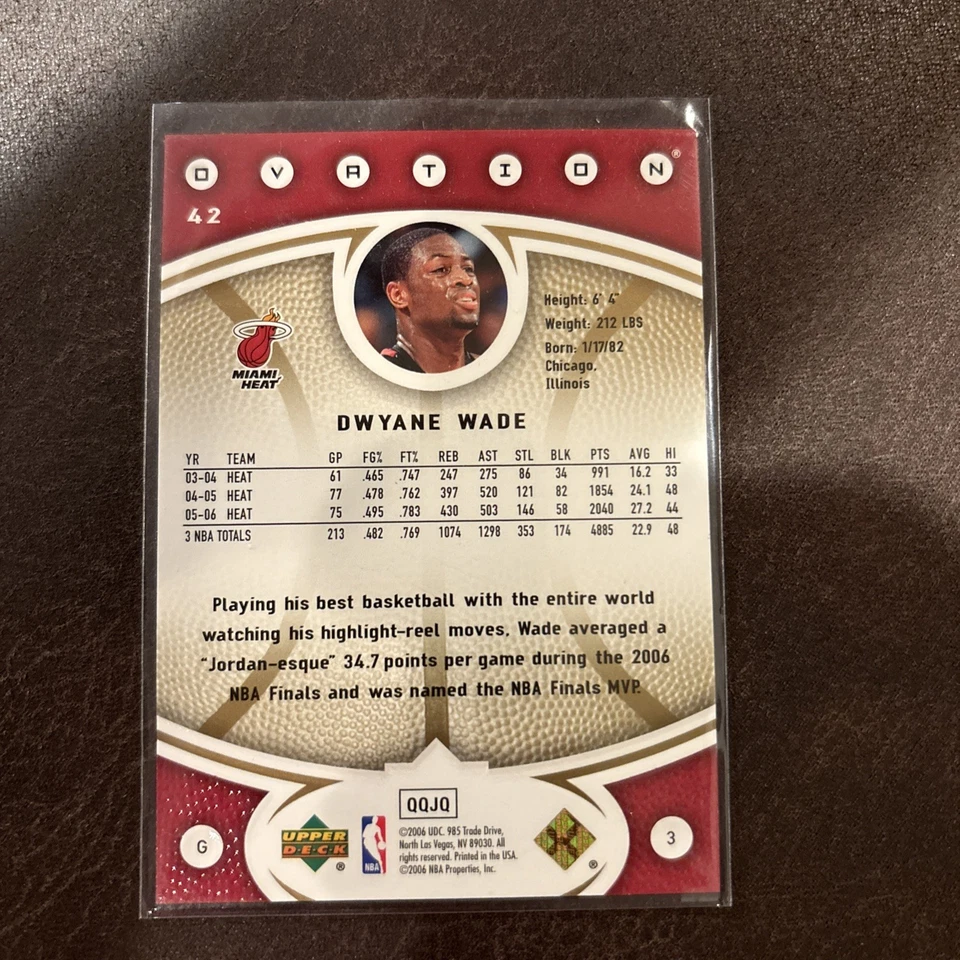 O V A T I O N ®
42
Height: 6' 4"
Weight: 212 LBS
Born: 1/17/82
Chicago,
Illinois
MIAMI
HEAT
DWYANE WADE
YR TEAM GP FG% FT% REB AST STL BLK PTS AVG HI
03-04 HEAT 61 .465 .747 247 275 86 34 991 16.2 33
04-05 HEAT 77 .478 .762 397 520 121 82 1854 24.1 48
05-06 HEAT 75 .495 .783 430 503 146 58 2040 27.2 44
3 NBA TOTALS 213 .482 .769 1074 1298 353 174 4885 22.9 48
Playing his best basketball with the entire world
watching his highlight-reel moves, Wade averaged a
"Jordan-esque" 34.7 points per game during the 2006
NBA Finals and was named the NBA Finals MVP.
QQJQ
G
UPPER
D·E·C·K ®
NBA
©2006 UDC. 985 Trade Drive,
North Las Vegas, NV 89030. All
rights reserved. Printed in the USA.
©2006 NBA Properties, Inc.
®
3